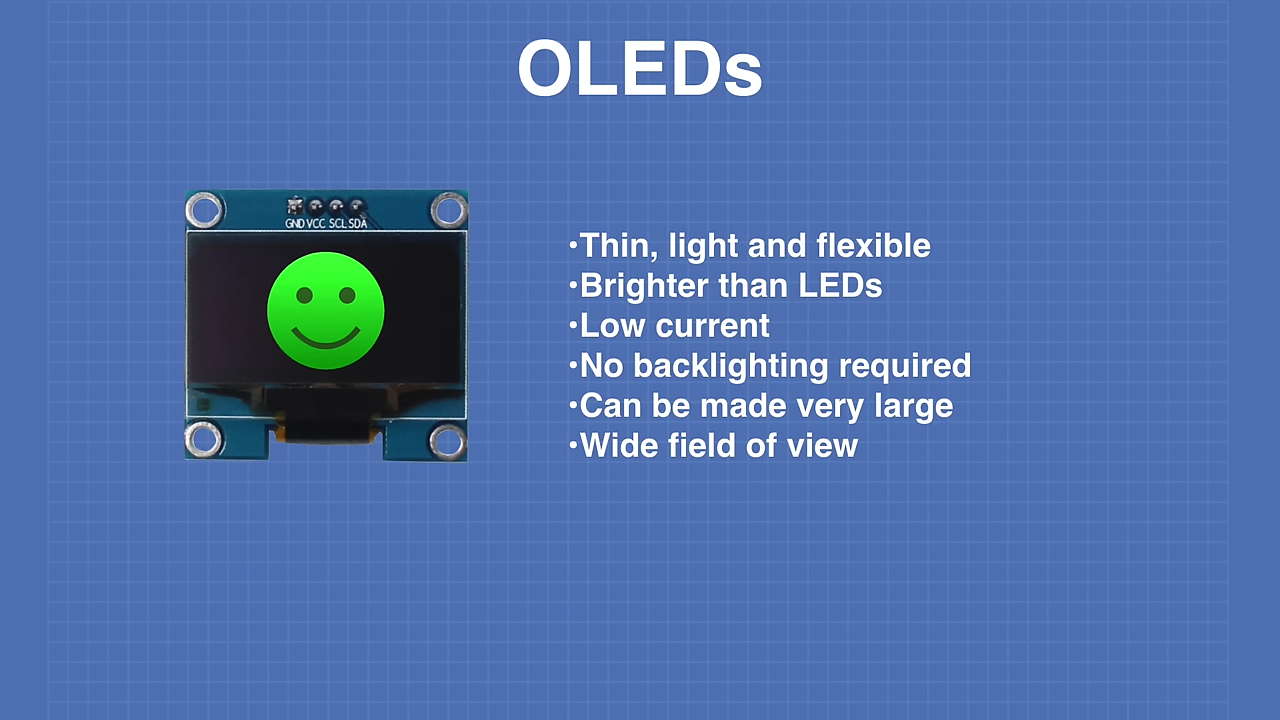 OLEDs
GND VCC SCL SDA
•Thin, light and flexible
•Brighter than LEDs
•Low current
•No backlighting required
•Can be made very large
•Wide field of view